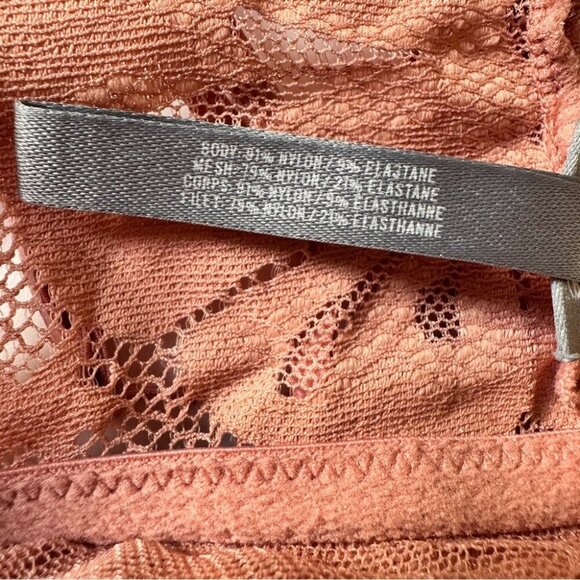 BODY: 91% NYLON / 9% ELASTANE
MESH: 79% NYLON / 21% ELASTANE
CORPS: 91% NYLON / 9% ELASTHANNE
FILET: 79% NYLON / 21% ELASTHANNE